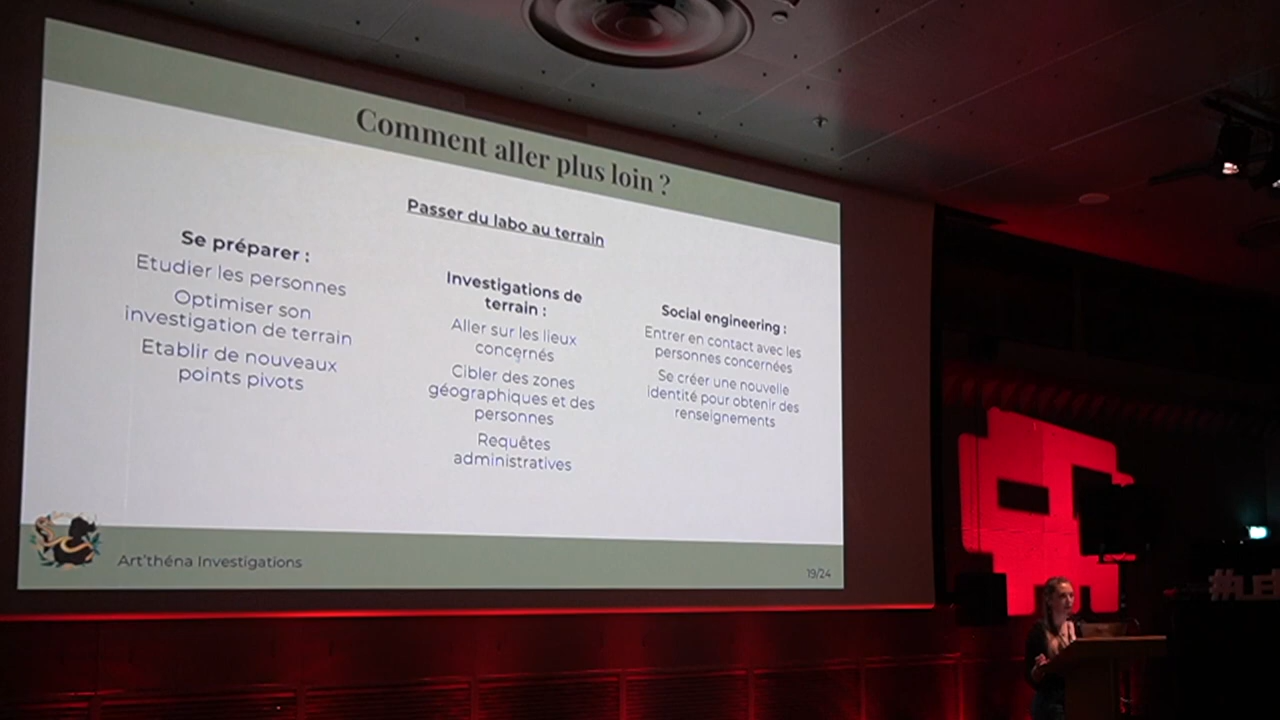 Comment aller plus loin ?
Passer du labo au terrain
Se préparer :
Etudier les personnes
Optimiser son
investigation de terrain
Etablir de nouveaux
points pivots
Investigations de
terrain :
Aller sur les lieux
concernés
Cibler des zones
géographiques et des
personnes
Requêtes
administratives
Social engineering :
Entrer en contact avec les
personnes concernées
Se créer une nouvelle
identité pour obtenir des
renseignements
Art'théna Investigations
19/24